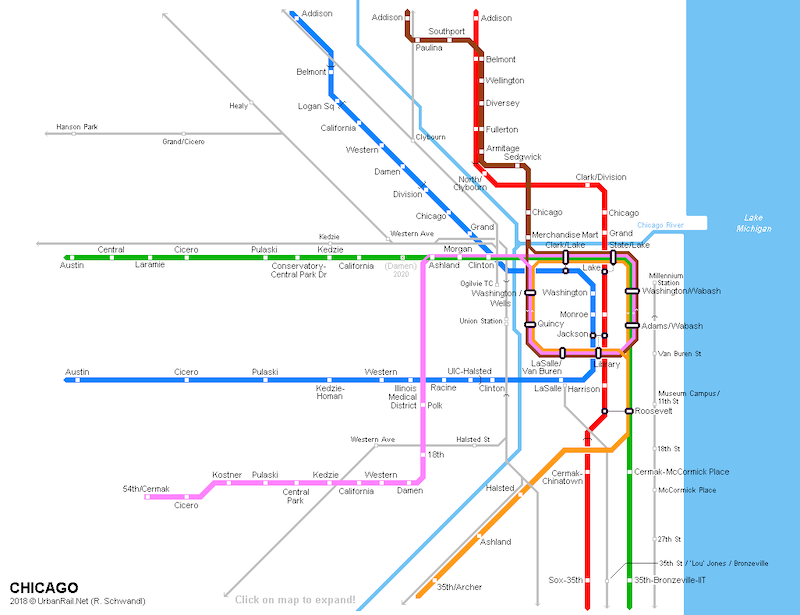 Addison
Addison
Southport
Addison
Paulina
Belmont
Belmont
Wellington
Healy
Logan Sq
Diversey
Hanson Park
California
Fullerton
Grand/Cicero
Clybourn
Western
Armitage
Sedgwick
Damen
North/
Clybourn
Clark/Division
Division
Chicago
Chicago
Chicago
Lake
Michigan
Grand
Chicago River
Kedzie
Western Ave
Merchandise Mart
Grand
Central
Cicero
Pulaski
Kedzie
Morgan
Clark/Lake
State/Lake
Austin
Laramie
Conservatory-
Central Park Dr
California
(Damen)
2020
Ashland
Clinton
Lake
Ogilvie TC
Millennium
Station
Washington /
Wells
Washington
Washington/Wabash
Union Station
Quincy
Monroe
Adams/Wabash
Jackson
Van Buren St
LaSalle/
Library
Van Buren
Austin
Cicero
Pulaski
Western
UIC-Halsted
Kedzie-
Homan
Illinois
Medical
District
Racine
Clinton
LaSalle
Harrison
Museum Campus/
11th St
Polk
Roosevelt
Western Ave
Halsted St
18th
18th St
Kostner
Pulaski
Kedzie
Western
Cermak-
Chinatown
Cermak-McCormick Place
54th/Cermak
Cicero
Central
Park
California
Damen
Halsted
McCormick Place
Ashland
27th St
35th St / 'Lou' Jones / Bronzeville
35th/Archer
Sox-35th
35th-Bronzeville-IIT
CHICAGO
2018 © UrbanRail.Net (R. Schwandl)
Click on map to expand!